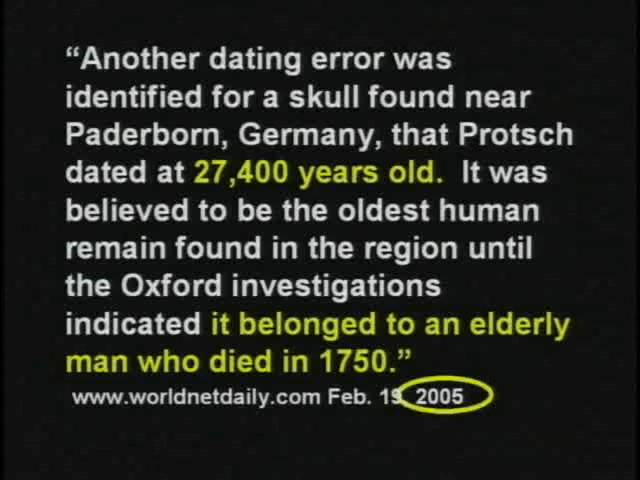 “Another dating error was
identified for a skull found near
Paderborn, Germany, that Protsch
dated at 27,400 years old.  It was
believed to be the oldest human
remain found in the region until
the Oxford investigations
indicated it belonged to an elderly
man who died in 1750.”
www.worldnetdaily.com Feb. 19, 2005